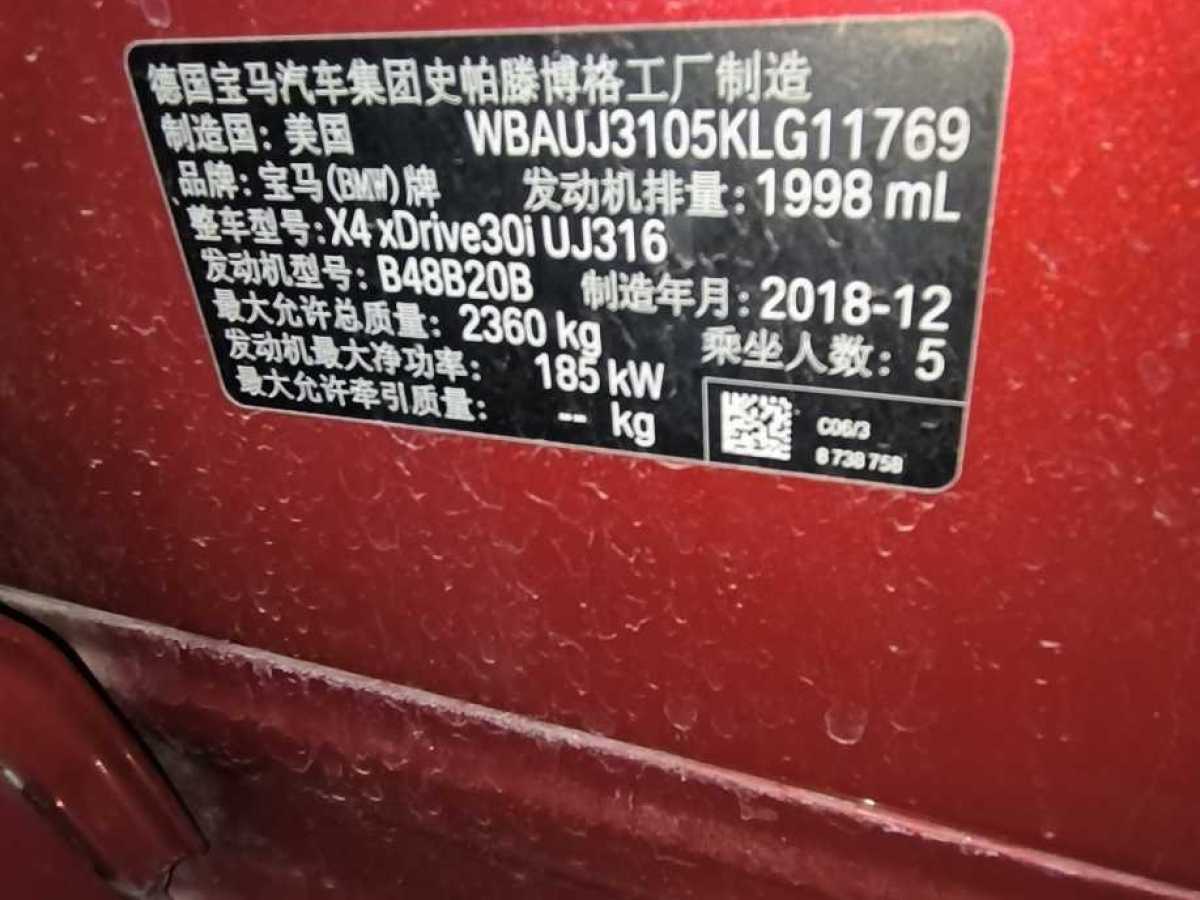 德国宝马汽车集团史帕滕博格工厂制造
制造国：美国 WBAUJ3105KLG11769
品牌：宝马(BMW)牌 发动机排量：1998 mL
整车型号：X4 xDrive30i UJ316
发动机型号：B48B20B 制造年月：2018-12
最大允许总质量：2360 kg 乘坐人数：5
发动机最大净功率：185 kW
最大允许牵引质量：-- kg
C06/3
8 738 758